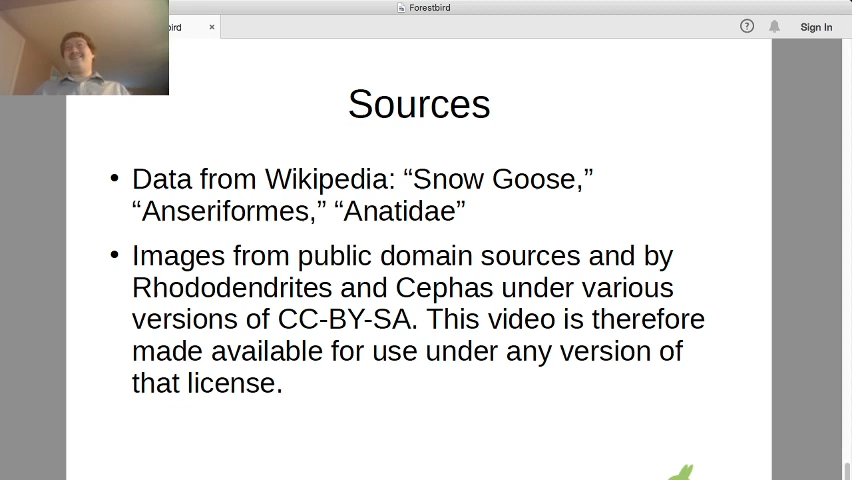 Forestbird
bird
Sign In
Sources
• Data from Wikipedia: “Snow Goose,”
“Anseriformes,” “Anatidae”
• Images from public domain sources and by
Rhododendrites and Cephas under various
versions of CC-BY-SA. This video is therefore
made available for use under any version of
that license.